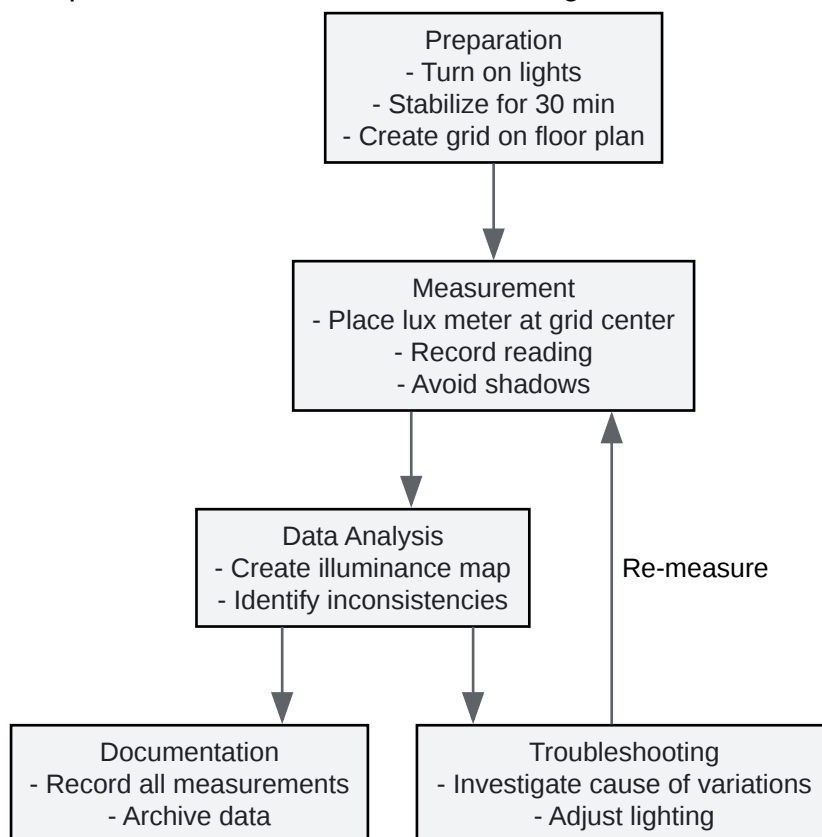 Preparation
- Turn on lights
- Stabilize for 30 min
- Create grid on floor plan
Measurement
- Place lux meter at grid center
- Record reading
- Avoid shadows
Data Analysis
- Create illuminance map
- Identify inconsistencies
Re-measure
Documentation
- Record all measurements
- Archive data
Troubleshooting
- Investigate cause of variations
- Adjust lighting